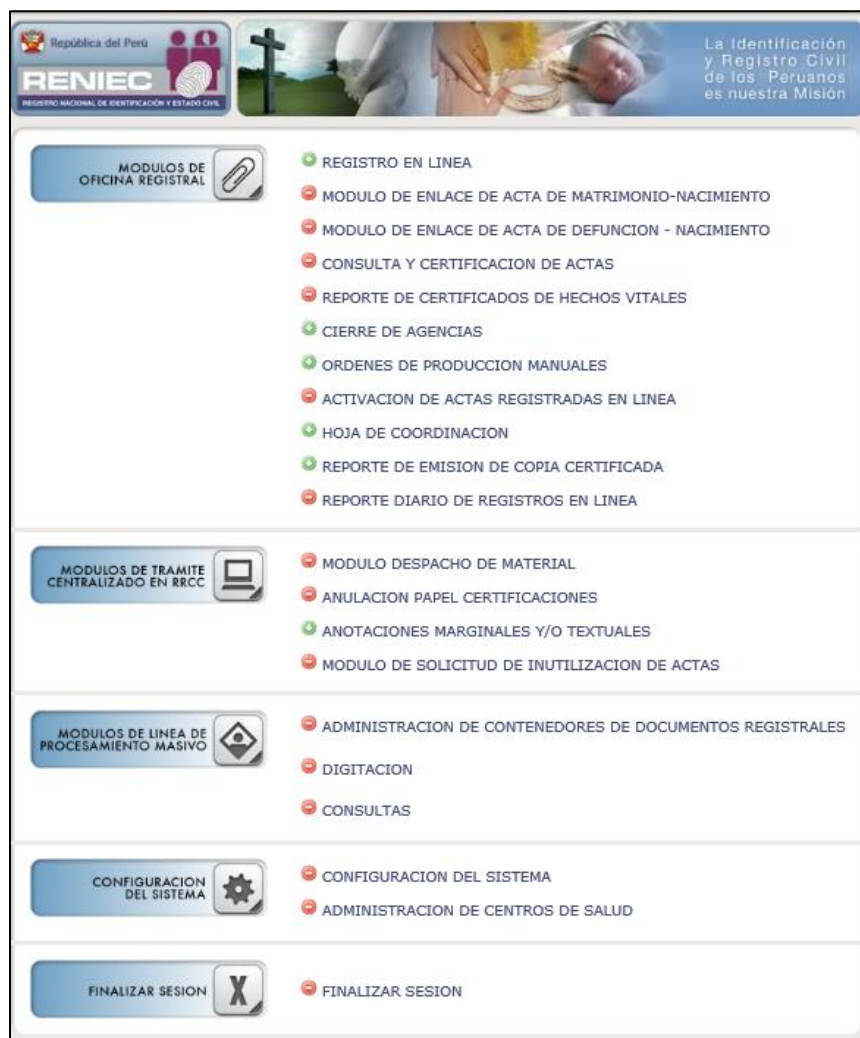 República del Perú
RENIEC
REGISTRO NACIONAL DE IDENTIFICACIÓN Y ESTADO CIVIL
La Identificación
y Registro Civil
de los Peruanos
es nuestra Misión
MODULOS DE
OFICINA REGISTRAL
REGISTRO EN LINEA
MODULO DE ENLACE DE ACTA DE MATRIMONIO-NACIMIENTO
MODULO DE ENLACE DE ACTA DE DEFUNCION - NACIMIENTO
CONSULTA Y CERTIFICACION DE ACTAS
REPORTE DE CERTIFICADOS DE HECHOS VITALES
CIERRE DE AGENCIAS
ORDENES DE PRODUCCION MANUALES
ACTIVACION DE ACTAS REGISTRADAS EN LINEA
HOJA DE COORDINACION
REPORTE DE EMISION DE COPIA CERTIFICADA
REPORTE DIARIO DE REGISTROS EN LINEA
MODULOS DE TRAMITE
CENTRALIZADO EN RRCC
MODULO DESPACHO DE MATERIAL
ANULACION PAPEL CERTIFICACIONES
ANOTACIONES MARGINALES Y/O TEXTUALES
MODULO DE SOLICITUD DE INUTILIZACION DE ACTAS
MODULOS DE LINEA DE
PROCESAMIENTO MASIVO
ADMINISTRACION DE CONTENEDORES DE DOCUMENTOS REGISTRALES
DIGITACION
CONSULTAS
CONFIGURACION
DEL SISTEMA
CONFIGURACION DEL SISTEMA
ADMINISTRACION DE CENTROS DE SALUD
FINALIZAR SESION
FINALIZAR SESION